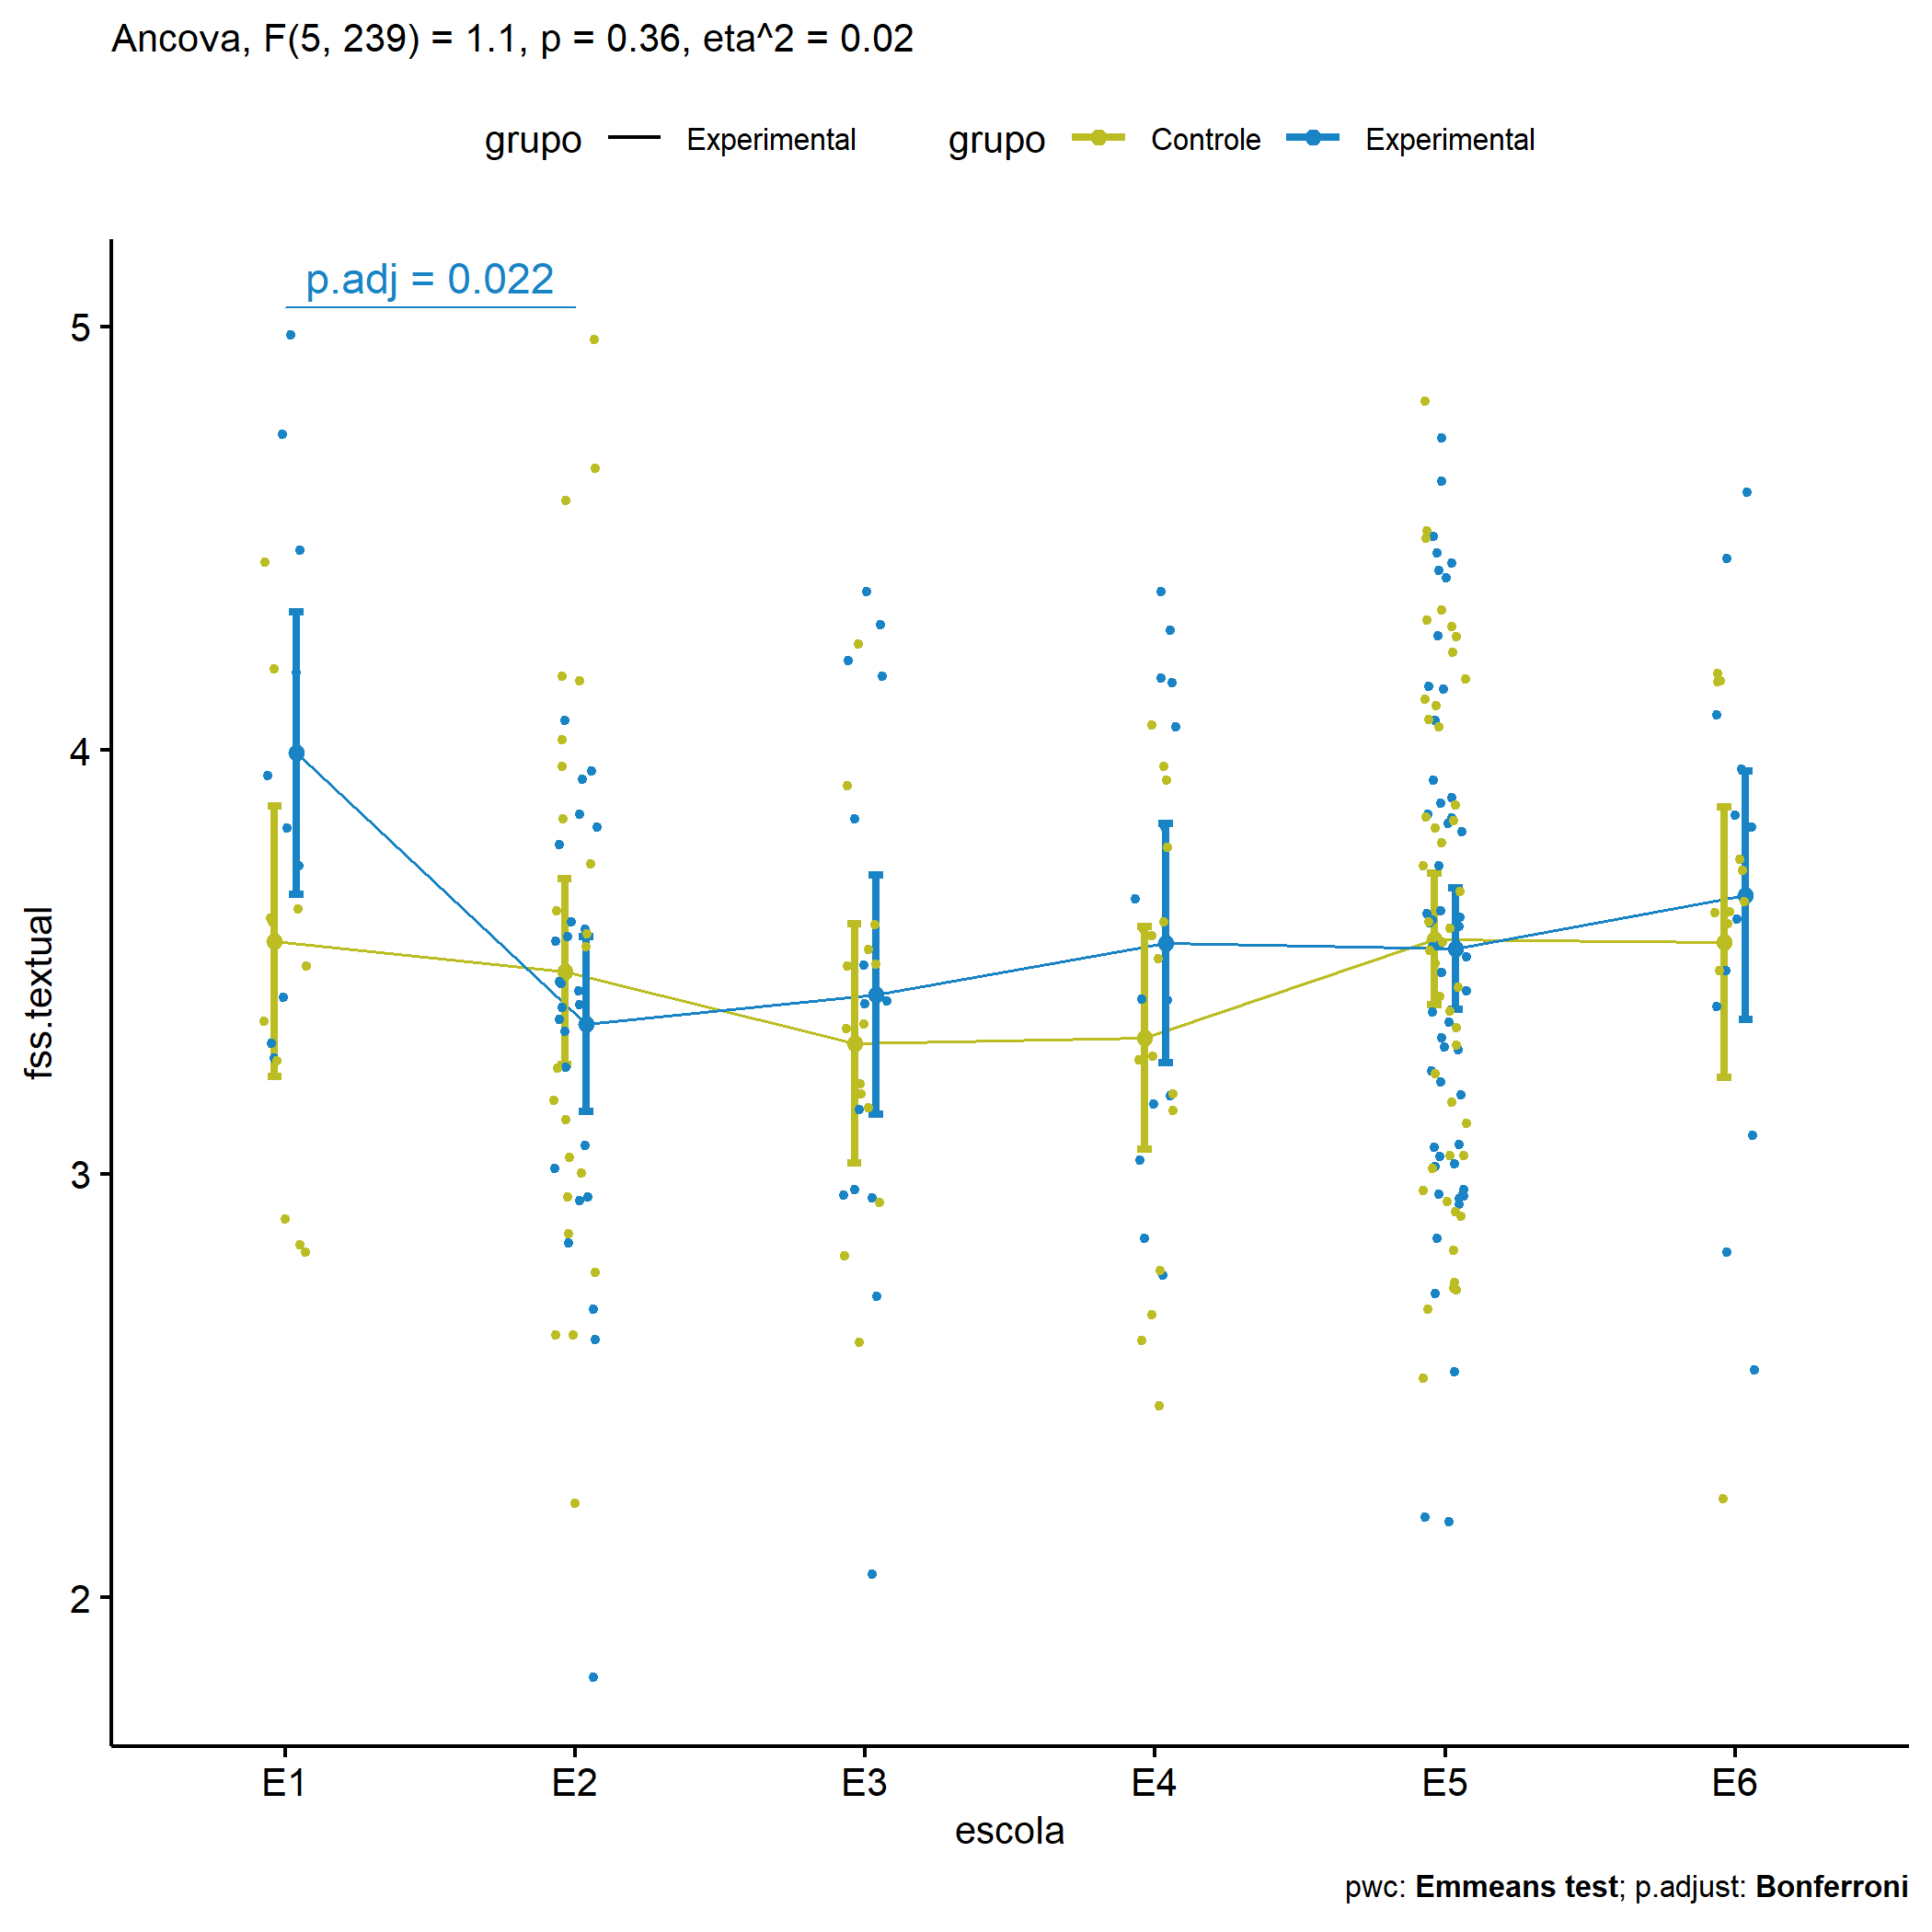 Ancova, F(5, 239) = 1.1, p = 0.36, eta^2 = 0.02
grupo Experimental grupo Controle Experimental
p.adj = 0.022
5
4
3
2
fss.textual
E1 E2 E3 E4 E5 E6
escola
pwc: Emmeans test; p.adjust: Bonferroni